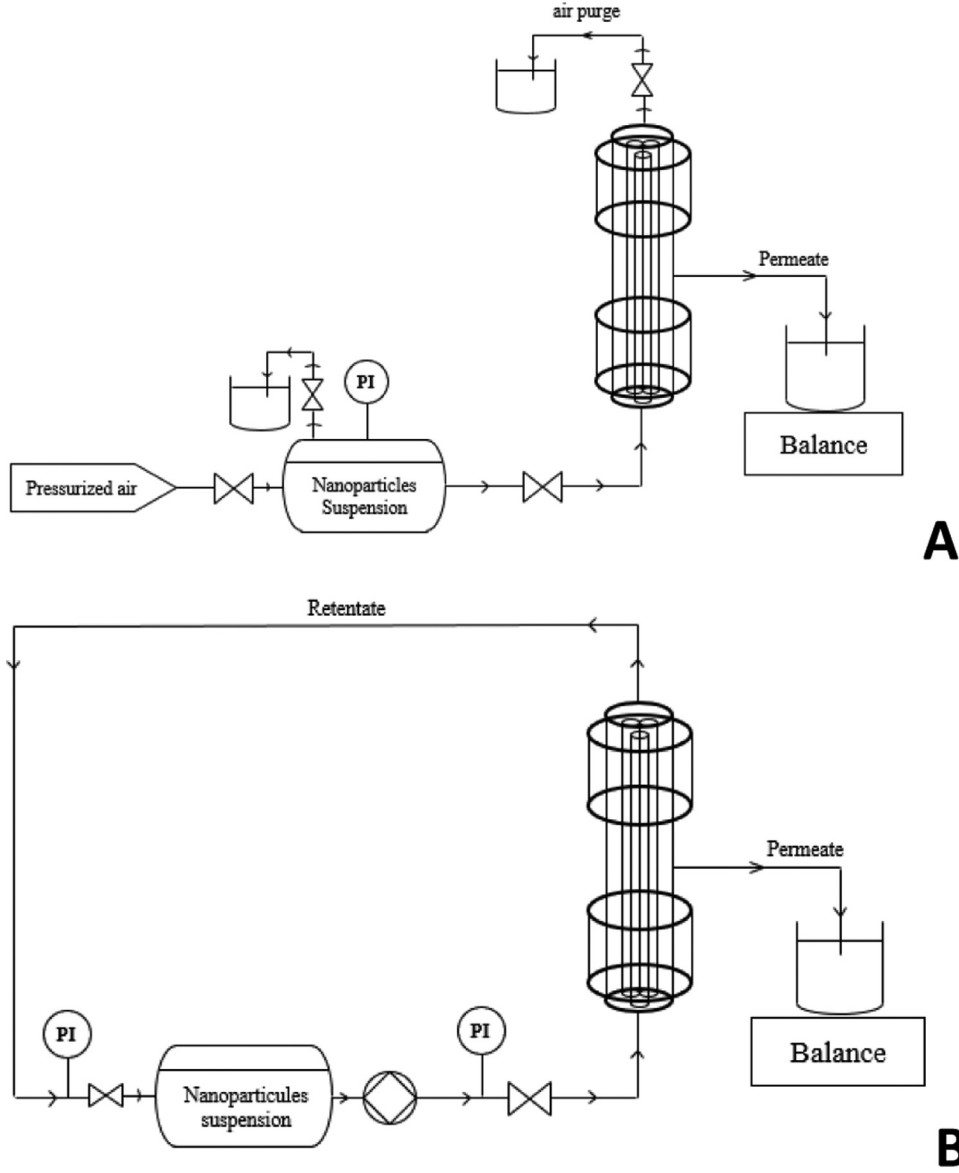 air purge
Permeate
PI
Balance
Pressurized air
Nanoparticles
Suspension
A
Retentate
Permeate
PI
PI
Nanoparticules
suspension
Balance
B